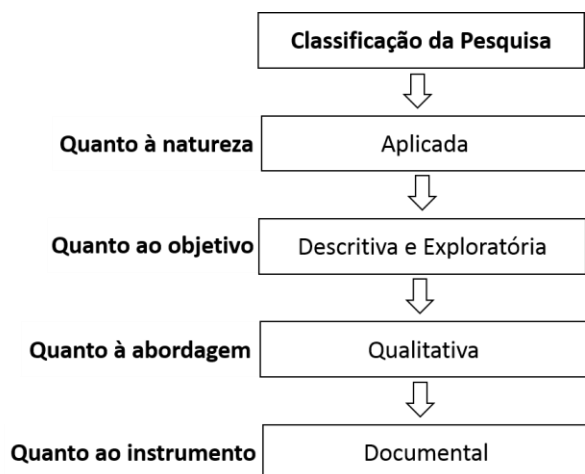 Classificação da Pesquisa
Quanto à natureza
Aplicada
Quanto ao objetivo
Descritiva e Exploratória
Quanto à abordagem
Qualitativa
Quanto ao instrumento
Documental